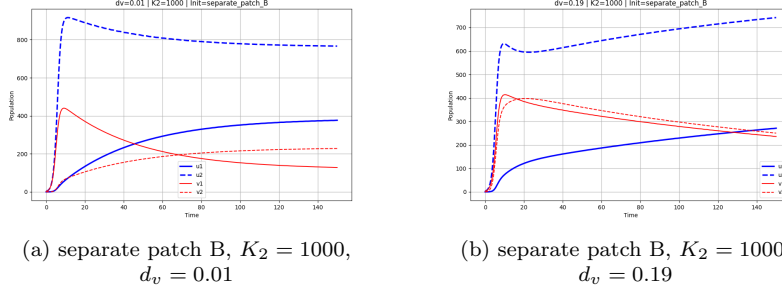 dv=0.01 | K2=1000 | Init=separate_patch_B
Population
800
600
400
200
0
0 20 40 60 80 100 120 140
Time
u1
u2
v1
v2
(a) separate patch B, K₂ = 1000,
dᵥ = 0.01
dv=0.19 | K2=1000 | Init=separate_patch_B
Population
700
600
500
400
300
200
100
0
0 20 40 60 80 100 120 140
Time
(b) separate patch B, K₂ = 1000
dᵥ = 0.19